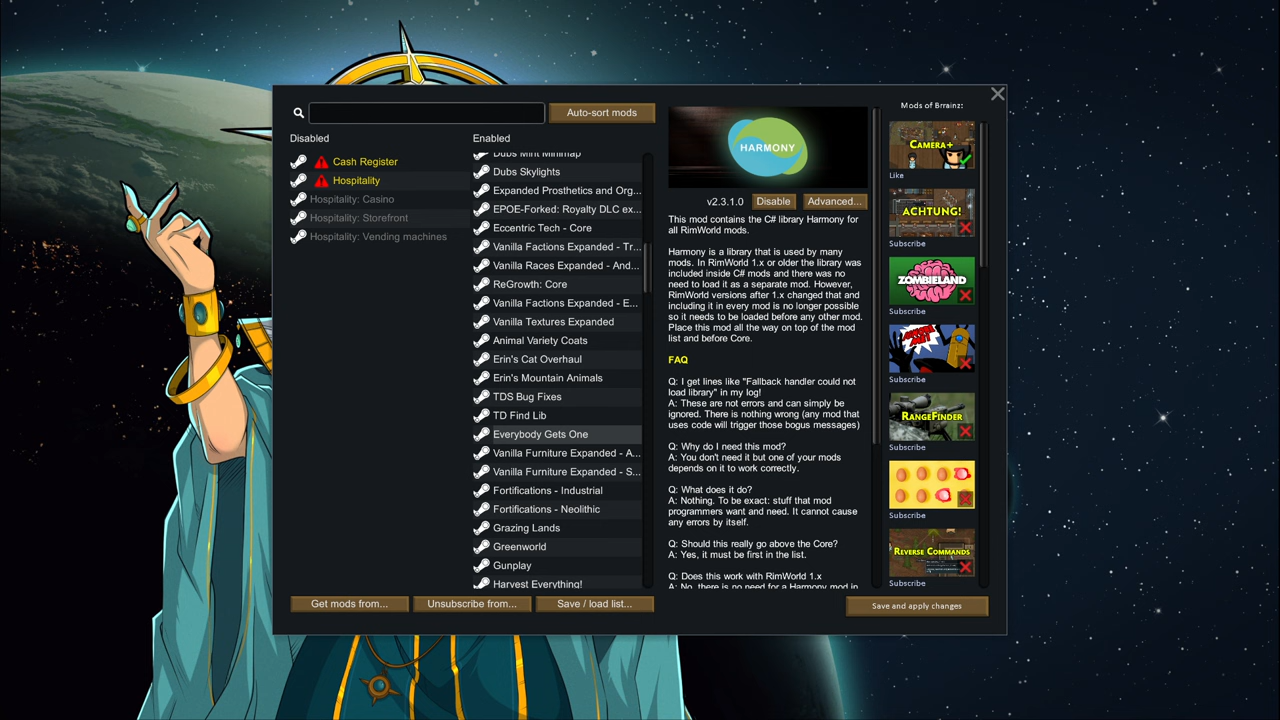 Auto-sort mods
Disabled
Cash Register
Hospitality
Hospitality: Casino
Hospitality: Storefront
Hospitality: Vending machines
Enabled
Dubs Mint Minimap
Dubs Skylights
Expanded Prosthetics and Org...
EPOE-Forked: Royalty DLC ex...
Eccentric Tech - Core
Vanilla Factions Expanded - Tr...
Vanilla Races Expanded - And...
ReGrowth: Core
Vanilla Factions Expanded - E...
Vanilla Textures Expanded
Animal Variety Coats
Erin's Cat Overhaul
Erin's Mountain Animals
TDS Bug Fixes
TD Find Lib
Everybody Gets One
Vanilla Furniture Expanded - A...
Vanilla Furniture Expanded - S...
Fortifications - Industrial
Fortifications - Neolithic
Grazing Lands
Greenworld
Gunplay
Harvest Everything!
Get mods from...
Unsubscribe from...
Save / load list...
HARMONY
v2.3.1.0
Disable
Advanced...
This mod contains the C# library Harmony for
all RimWorld mods.
Harmony is a library that is used by many
mods. In RimWorld 1.x or older the library was
included inside C# mods and there was no
need to load it as a separate mod. However,
RimWorld versions after 1.x changed that and
including it in every mod is no longer possible
so it needs to be loaded before any other mod.
Place this mod all the way on top of the mod
list and before Core.
FAQ
Q: I get lines like "Fallback handler could not
load library" in my log!
A: These are not errors and can simply be
ignored. There is nothing wrong (any mod that
uses code will trigger those bogus messages)
Q: Why do I need this mod?
A: You don't need it but one of your mods
depends on it to work correctly.
Q: What does it do?
A: Nothing. To be exact: stuff that mod
programmers want and need. It cannot cause
any errors by itself.
Q: Should this really go above the Core?
A: Yes, it must be first in the list.
Q: Does this work with RimWorld 1.x
A: No, there is no need for a Harmony mod in
Mods of Brrainz:
CAMERA+
Like
ACHTUNG!
Subscribe
ZOMBIELAND
Subscribe
Subscribe
RANGEFINDER
Subscribe
Subscribe
REVERSE COMMANDS
Subscribe
Save and apply changes